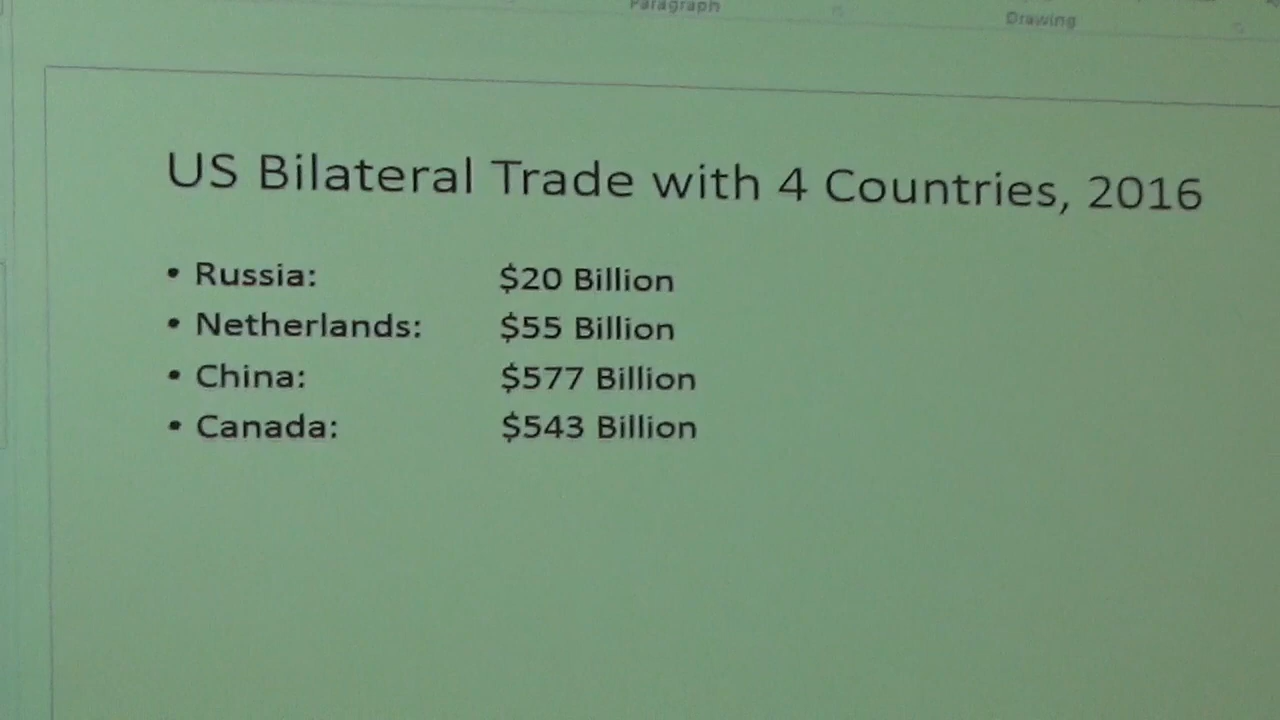 Paragraph
Drawing
US Bilateral Trade with 4 Countries, 2016
• Russia: $20 Billion
• Netherlands: $55 Billion
• China: $577 Billion
• Canada: $543 Billion